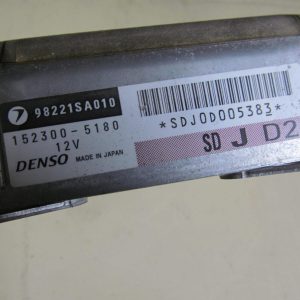 7 98221SA010
152300-5180
12V
DENSO MADE IN JAPAN
*SDJ0D005383*
SD J D2